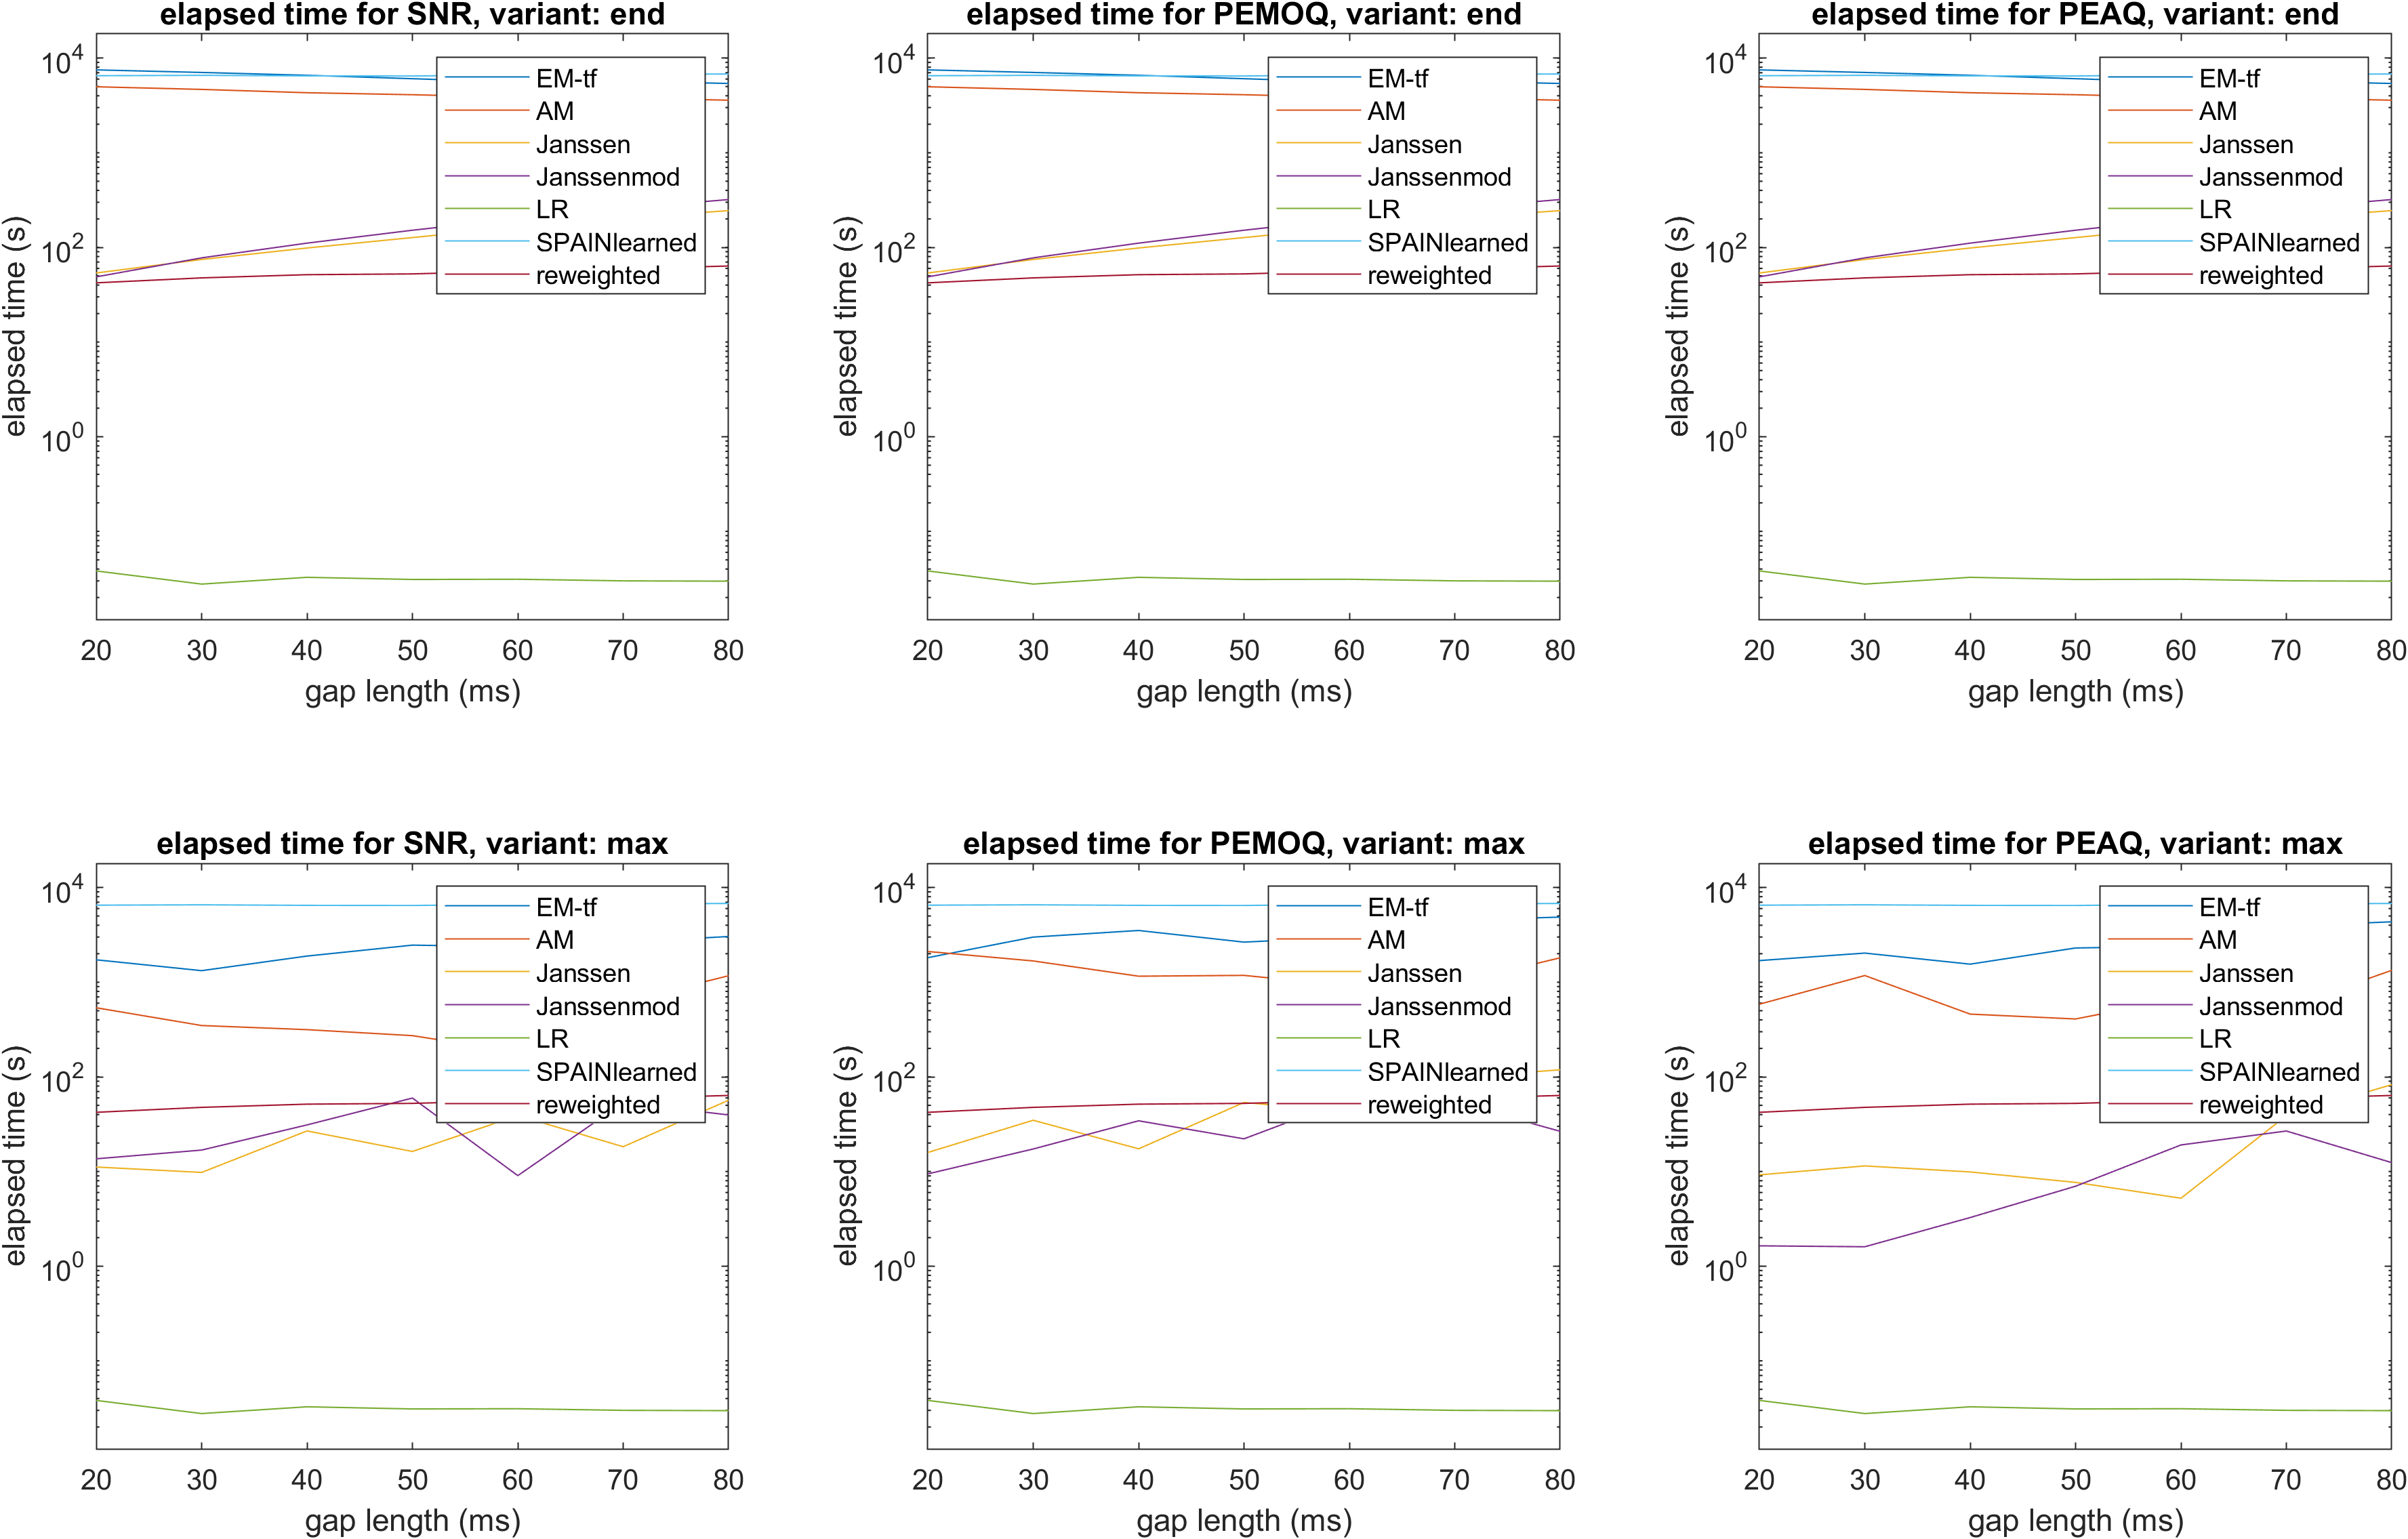 elapsed time for SNR, variant: end
elapsed time (s)
10^4
10^2
10^0
EM-tf
AM
Janssen
Janssenmod
LR
SPAINlearned
reweighted
20 30 40 50 60 70 80
gap length (ms)
elapsed time for PEMOQ, variant: end
elapsed time (s)
10^4
10^2
10^0
EM-tf
AM
Janssen
Janssenmod
LR
SPAINlearned
reweighted
20 30 40 50 60 70 80
gap length (ms)
elapsed time for PEAQ, variant: end
elapsed time (s)
10^4
10^2
10^0
EM-tf
AM
Janssen
Janssenmod
LR
SPAINlearned
reweighted
20 30 40 50 60 70 80
gap length (ms)
elapsed time for SNR, variant: max
elapsed time (s)
10^4
10^2
10^0
EM-tf
AM
Janssen
Janssenmod
LR
SPAINlearned
reweighted
20 30 40 50 60 70 80
gap length (ms)
elapsed time for PEMOQ, variant: max
elapsed time (s)
10^4
10^2
10^0
EM-tf
AM
Janssen
Janssenmod
LR
SPAINlearned
reweighted
20 30 40 50 60 70 80
gap length (ms)
elapsed time for PEAQ, variant: max
elapsed time (s)
10^4
10^2
10^0
EM-tf
AM
Janssen
Janssenmod
LR
SPAINlearned
reweighted
20 30 40 50 60 70 80
gap length (ms)